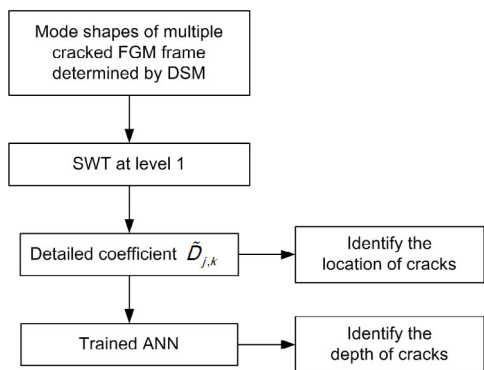 Mode shapes of multiple
cracked FGM frame
determined by DSM
SWT at level 1
Detailed coefficient D̃j,k
Identify the
location of cracks
Trained ANN
Identify the
depth of cracks